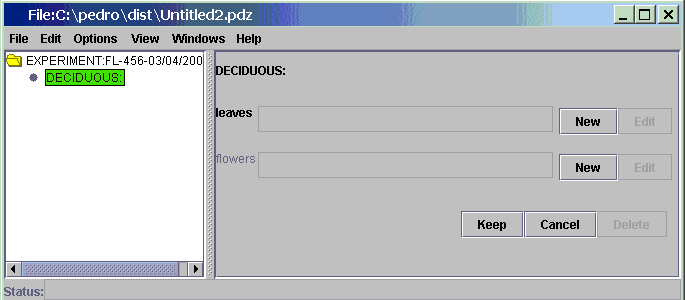 File:C:\pedro\dist\Untitled2.pdz
File Edit Options View Windows Help
EXPERIMENT:FL-456-03/04/200
DECIDUOUS:
DECIDUOUS:
leaves New Edit
flowers New Edit
Keep Cancel Delete
Status: